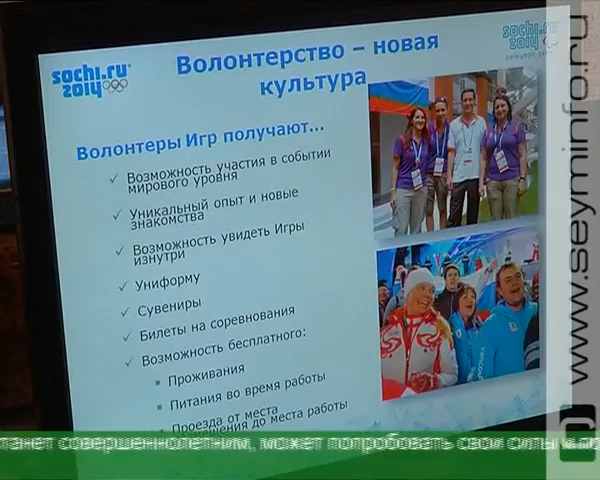 sochi.ru
2014
Волонтерство – новая
культура
sochi.ru
2014
Волонтеры Игр получают...
Возможность участия в событии
мирового уровня
Уникальный опыт и новые
знакомства
Возможность увидеть Игры
изнутри
Униформу
Сувениры
Билеты на соревнования
Возможность бесплатного:
Проживания
Питания во время работы
Проезда от места
до места работы
совершеннолетним, может попробовать свои силы
www.seyminfo.ru